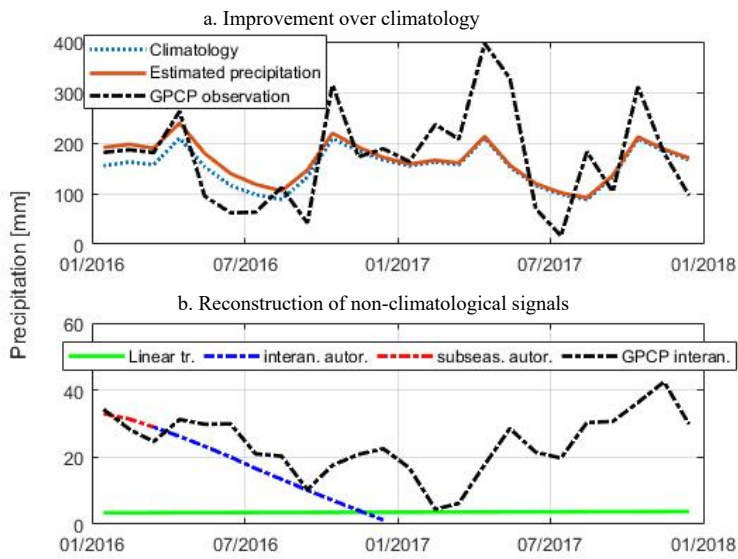 a. Improvement over climatology
400
Climatology
Estimated precipitation
GPCP observation
300
200
100
0
01/2016 07/2016 01/2017 07/2017 01/2018
Precipitation [mm]
b. Reconstruction of non-climatological signals
60
Linear tr. interan. autor. subseas. autor. GPCP interan.
40
20
0
01/2016 07/2016 01/2017 07/2017 01/2018